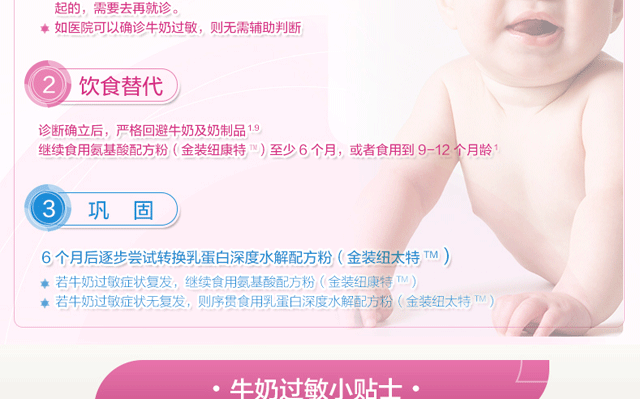 起的，需要去再就诊。
如医院可以确诊牛奶过敏，则无需辅助判断
2 饮食替代
诊断确立后，严格回避牛奶及奶制品1,9
继续食用氨基酸配方粉（金装纽康特™）至少6个月，或者食用到9-12个月龄1
3 巩 固
6个月后逐步尝试转换乳蛋白深度水解配方粉（金装纽太特™）
若牛奶过敏症状复发，继续食用氨基酸配方粉（金装纽康特™）
若牛奶过敏症状无复发，则序贯食用乳蛋白深度水解配方粉（金装纽太特™）
·牛奶过敏小贴士·